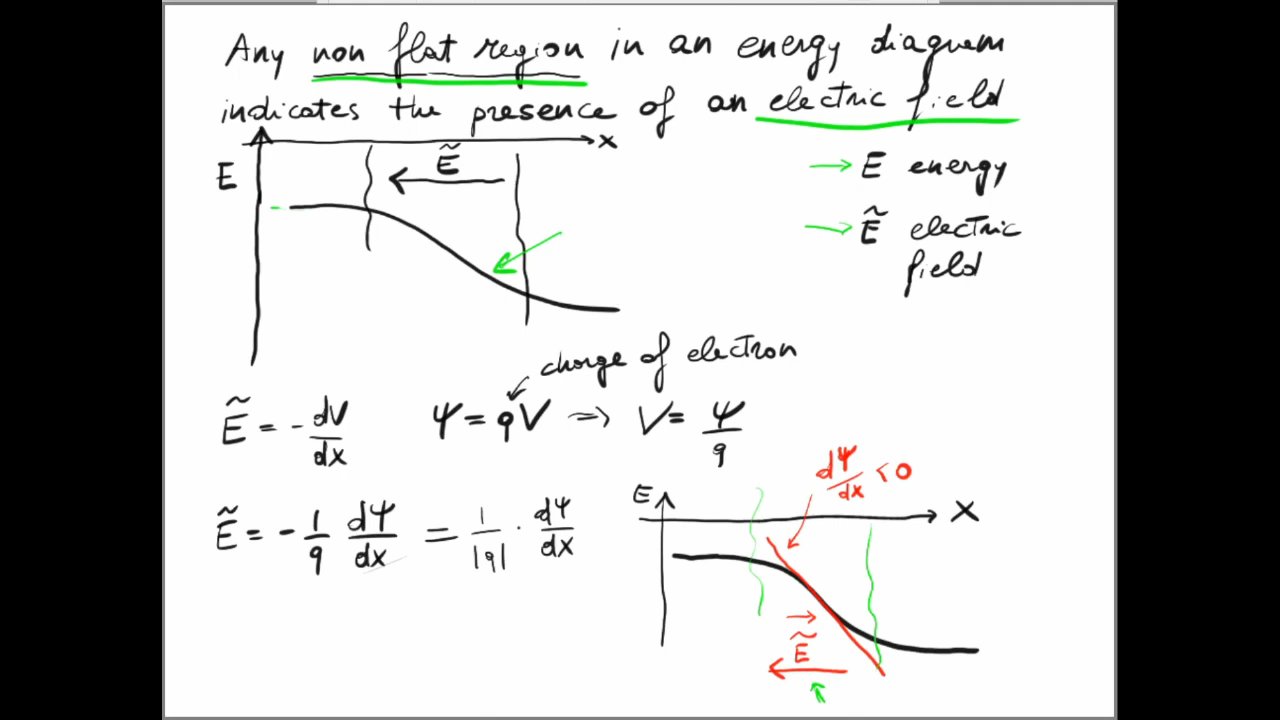 Any non flat region in an energy diagram
indicates the presence of an electric field
x
E
Ẽ
→ E energy
→ Ẽ electric
field
charge of electron
Ẽ = - dV/dx
Ψ = qV => V = Ψ/q
dΨ/dx < 0
E
X
Ẽ = - 1/q dΨ/dx = 1/|q| · dΨ/dx
Ẽ